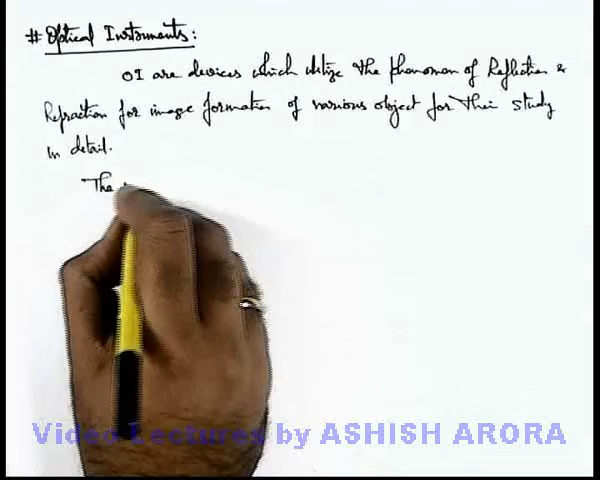 # Optical Instruments:
OI are devices which utilize the phenomon of Reflection &
Refraction for image formation of various object for their study
in detail.
The
Video Lectures by ASHISH ARORA